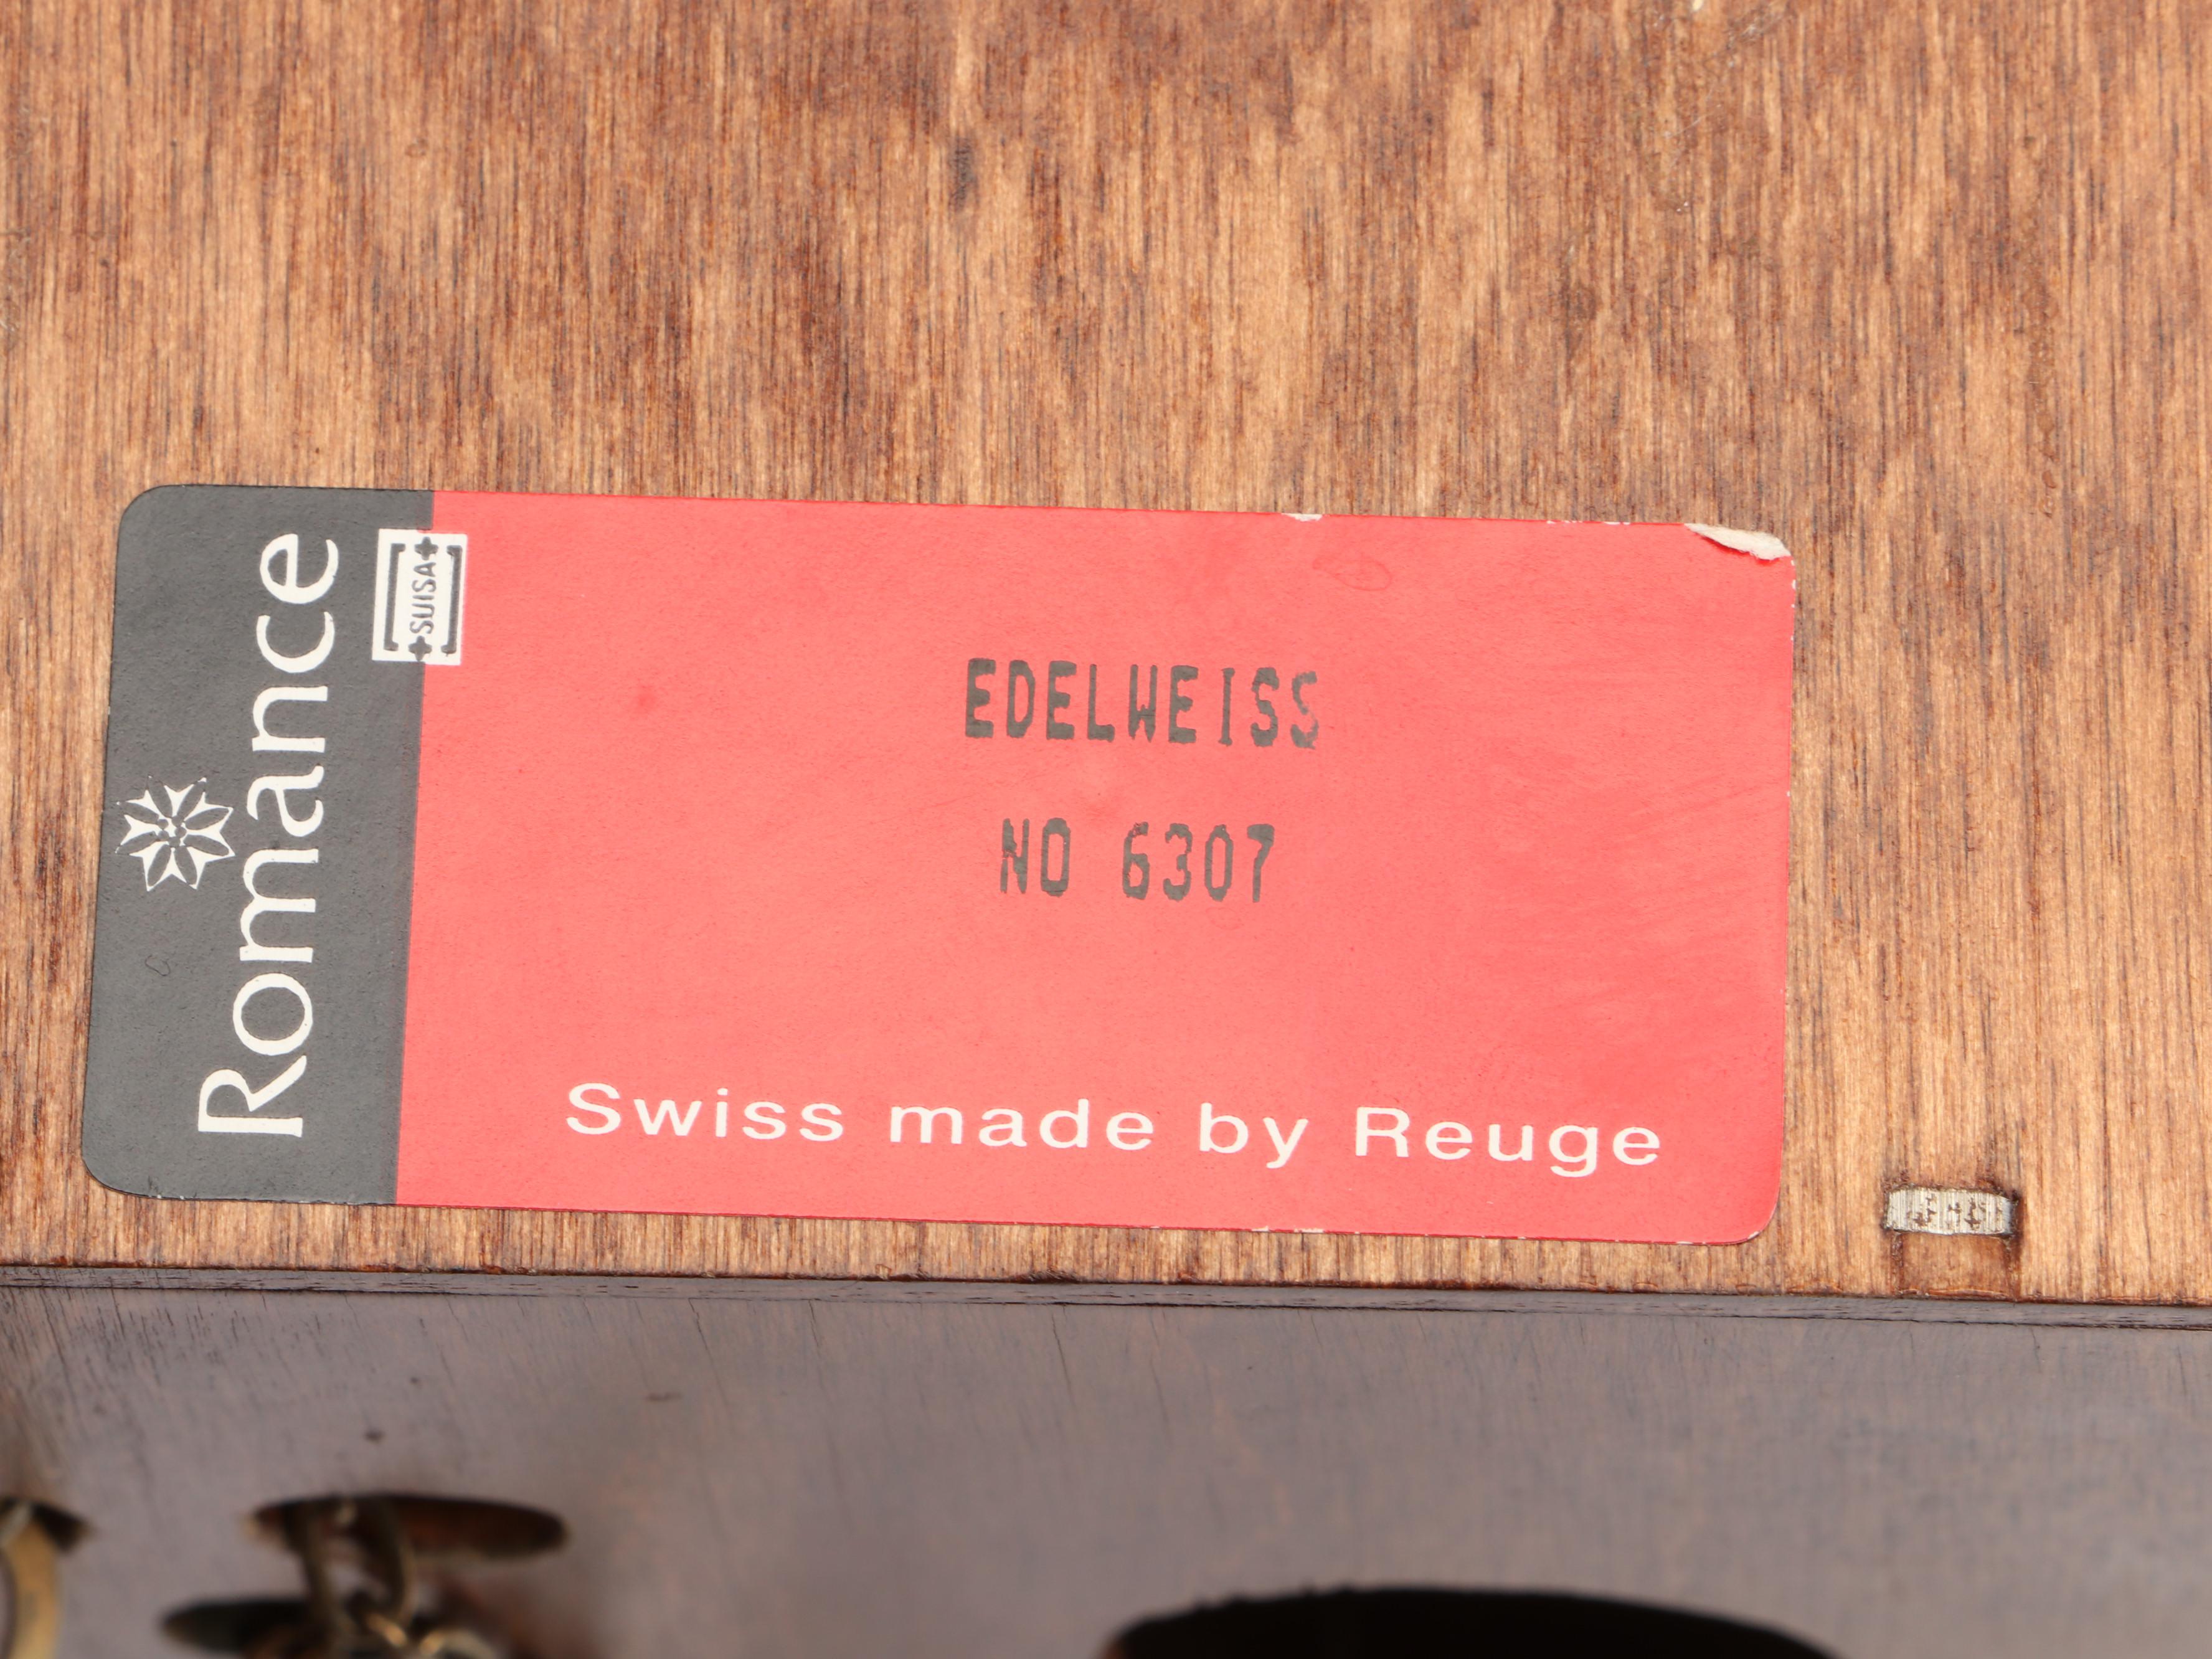 Romance
SUISA
EDELWEISS
NO 6307
Swiss made by Reuge